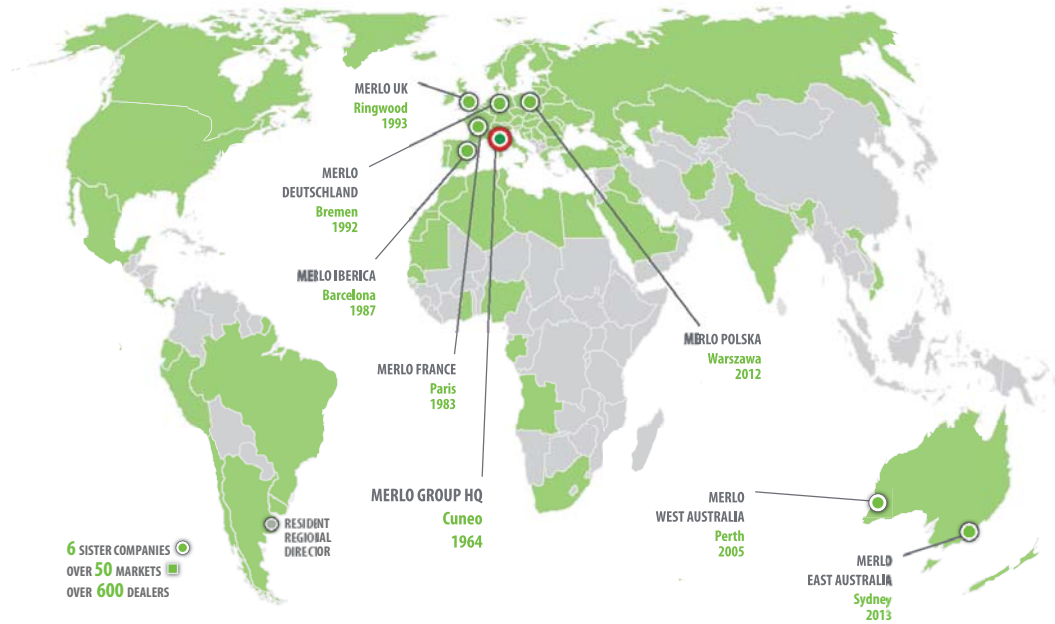 MERLO UK
Ringwood
1993
MERLO
DEUTSCHLAND
Bremen
1992
MERLO IBERICA
Barcelona
1987
MERLO FRANCE
Paris
1983
MERLO GROUP HQ
Cuneo
1964
MERLO POLSKA
Warszawa
2012
MERLO
WEST AUSTRALIA
Perth
2005
MERLO
EAST AUSTRALIA
Sydney
2013
RESIDENT
REGIONAL
DIRECTOR
6 SISTER COMPANIES
OVER 50 MARKETS
OVER 600 DEALERS